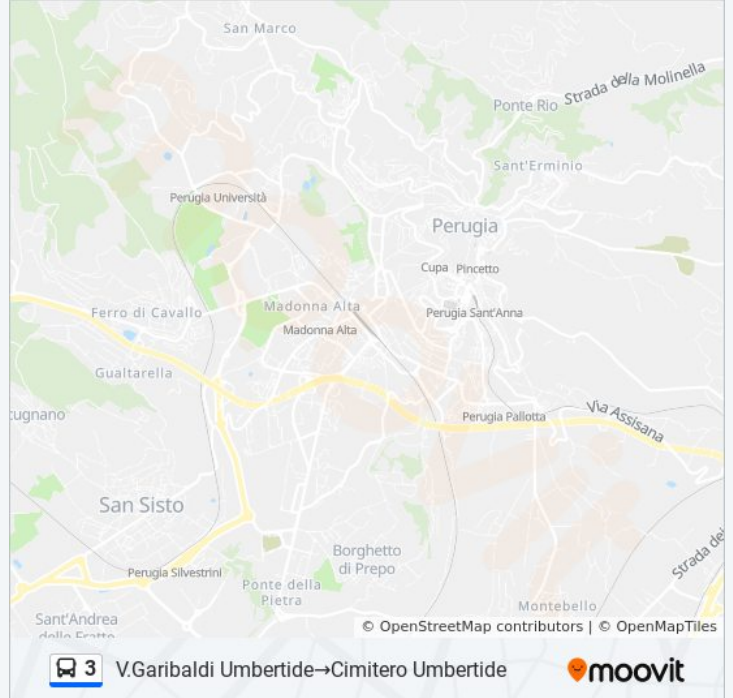 San Marco
Strada della Molinella
Ponte Rio
Sant'Erminio
Perugia Università
Perugia
Cupa
Pincetto
Ferro di Cavallo
Madonna Alta
Perugia Sant'Anna
Madonna Alta
Gualtarella
cugnano
Perugia Pallotta
Via Assisana
San Sisto
Borghetto
di Prepo
Strada dei
Perugia Silvestrini
Ponte della
Pietra
Montebello
Sant'Andrea
delle Fratte
© OpenStreetMap contributors | © OpenMapTiles
3 V.Garibaldi Umbertide→Cimitero Umbertide
moovit